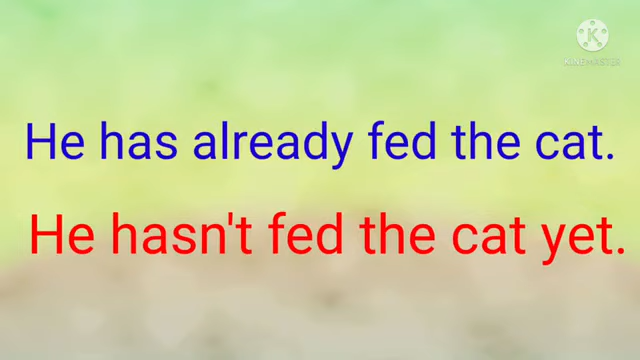 KINEMASTER
He has already fed the cat.
He hasn't fed the cat yet.